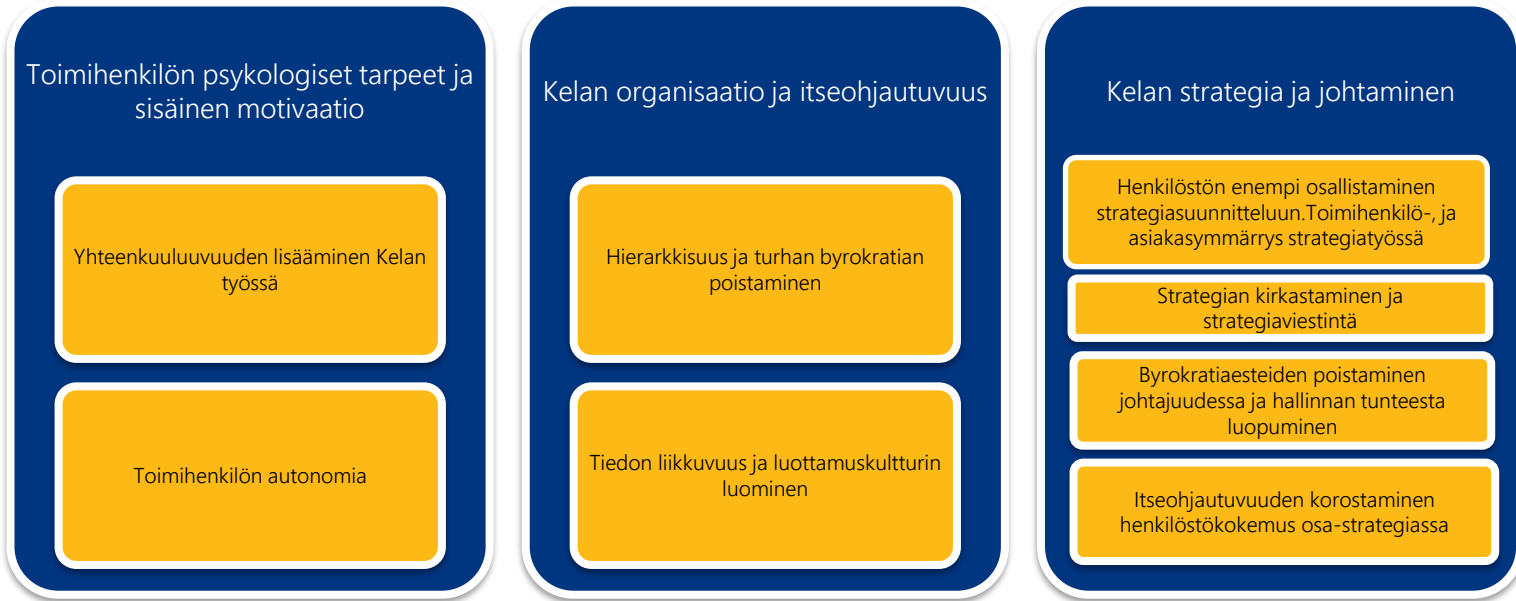 Toimihenkilön psykologiset tarpeet ja
sisäinen motivaatio
Yhteenkuuluvuuden lisääminen Kelan
työssä
Toimihenkilön autonomia
Kelan organisaatio ja itseohjautuvuus
Hierarkkisuus ja turhan byrokratian
poistaminen
Tiedon liikkuvuus ja luottamuskultturin
luominen
Kelan strategia ja johtaminen
Henkilöstön enempi osallistaminen
strategiasuunnitteluun.Toimihenkilö-, ja
asiakasymmärrys strategiatyössä
Strategian kirkastaminen ja
strategiaviestintä
Byrokratiaesteiden poistaminen
johtajuudessa ja hallinnan tunteesta
luopuminen
Itseohjautuvuuden korostaminen
henkilöstökokemus osa-strategiassa